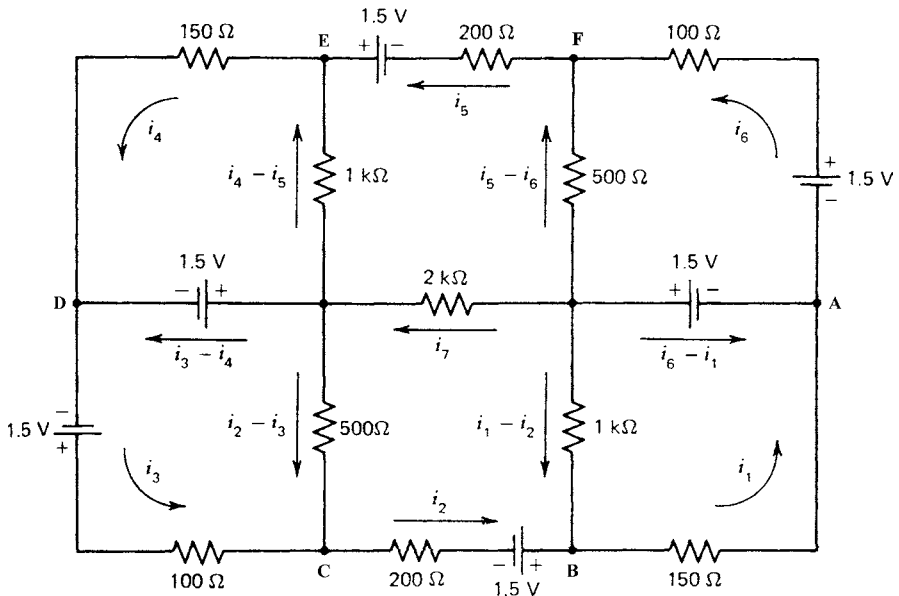 1.5 V
150 Ω E + − 200 Ω F 100 Ω
i5
i4 i6
i4 − i5 1 kΩ i5 − i6 500 Ω + 1.5 V
−
1.5 V 2 kΩ 1.5 V
D − + + − A
i3 − i4 i7 i6 − i1
−
1.5 V i2 − i3 500Ω i1 − i2 1 kΩ
+
i3 i2 i1
100 Ω C 200 Ω − + B 150 Ω
1.5 V